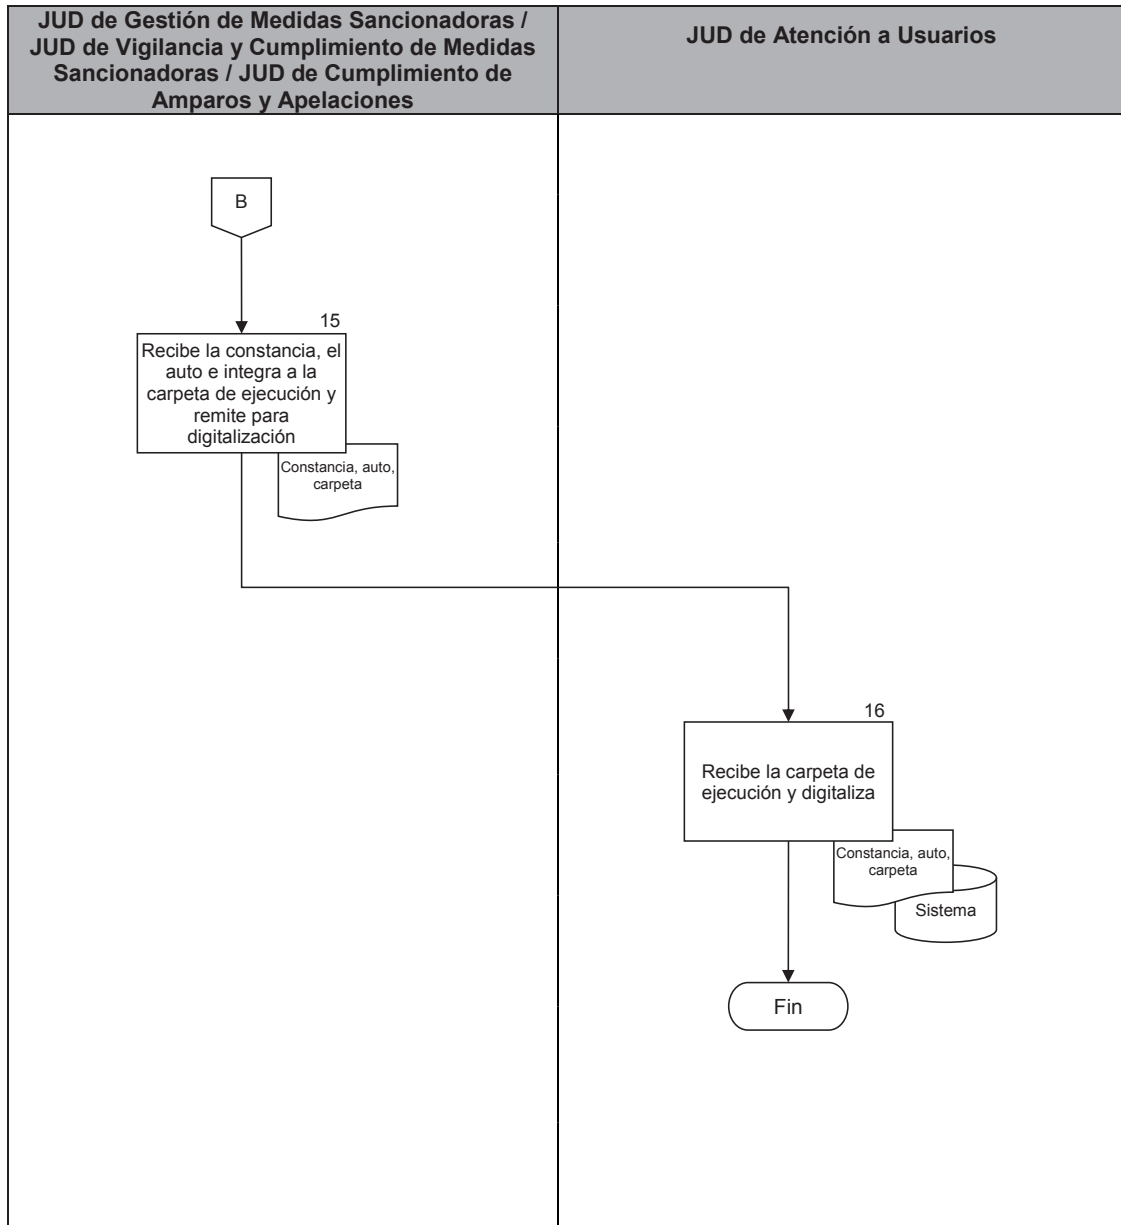 JUD de Gestión de Medidas Sancionadoras /
JUD de Vigilancia y Cumplimiento de Medidas
Sancionadoras / JUD de Cumplimiento de
Amparos y Apelaciones
JUD de Atención a Usuarios
B
15
Recibe la constancia, el
auto e integra a la
carpeta de ejecución y
remite para
digitalización
Constancia, auto,
carpeta
16
Recibe la carpeta de
ejecución y digitaliza
Constancia, auto,
carpeta
Sistema
Fin